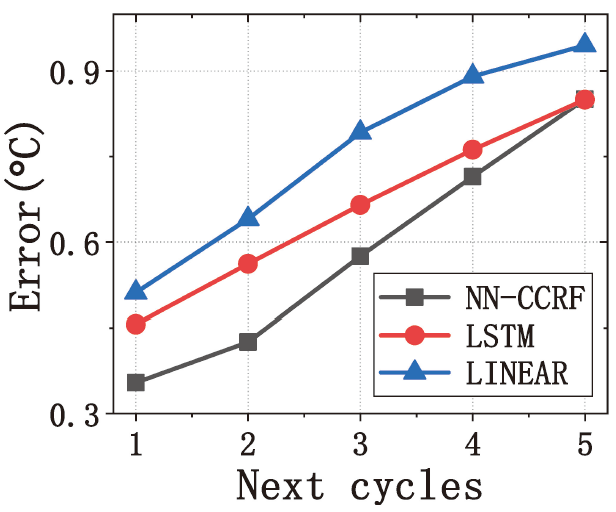 Error(°C)
0.9
0.6
0.3
NN-CCRF
LSTM
LINEAR
1 2 3 4 5
Next cycles